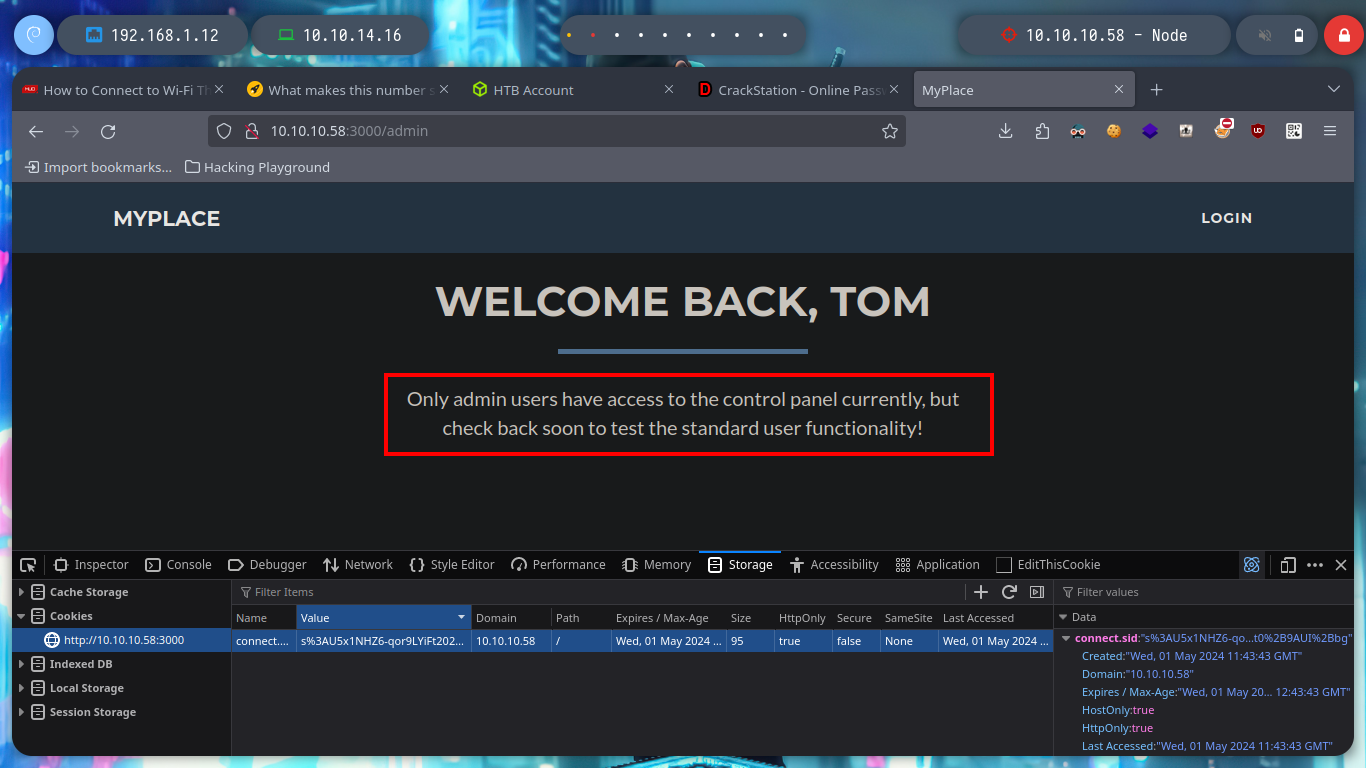 192.168.1.12
10.10.14.16
10.10.10.58 - Node
How to Connect to Wi-Fi Th
What makes this number s
HTB Account
CrackStation - Online Passw
MyPlace
10.10.10.58:3000/admin
Import bookmarks...
Hacking Playground
MYPLACE
LOGIN
WELCOME BACK, TOM
Only admin users have access to the control panel currently, but
check back soon to test the standard user functionality!
Inspector
Console
Debugger
Network
Style Editor
Performance
Memory
Storage
Accessibility
Application
EditThisCookie
Cache Storage
Cookies
http://10.10.10.58:3000
Indexed DB
Local Storage
Session Storage
Filter Items
Name Value Domain Path Expires / Max-Age Size HttpOnly Secure SameSite Last Accessed
connect.... s%3AU5x1NHZ6-qor9LYiFt202... 10.10.10.58 / Wed, 01 May 2024 ... 95 true false None Wed, 01 May 2024 ...
Filter values
Data
connect.sid:"s%3AU5x1NHZ6-qo...t0%2B9AUI%2Bbg"
Created:"Wed, 01 May 2024 11:43:43 GMT"
Domain:"10.10.10.58"
Expires / Max-Age:"Wed, 01 May 20... 12:43:43 GMT"
HostOnly:true
HttpOnly:true
Last Accessed:"Wed, 01 May 2024 11:43:43 GMT"